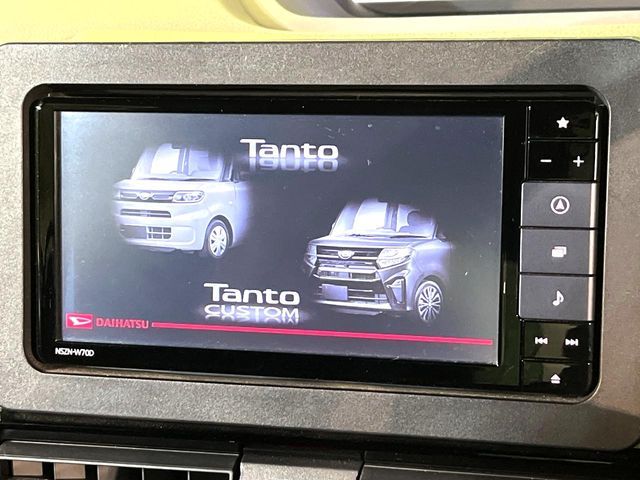 Tanto
Tanto
CUSTOM
DAIHATSU
NSZN-W70D